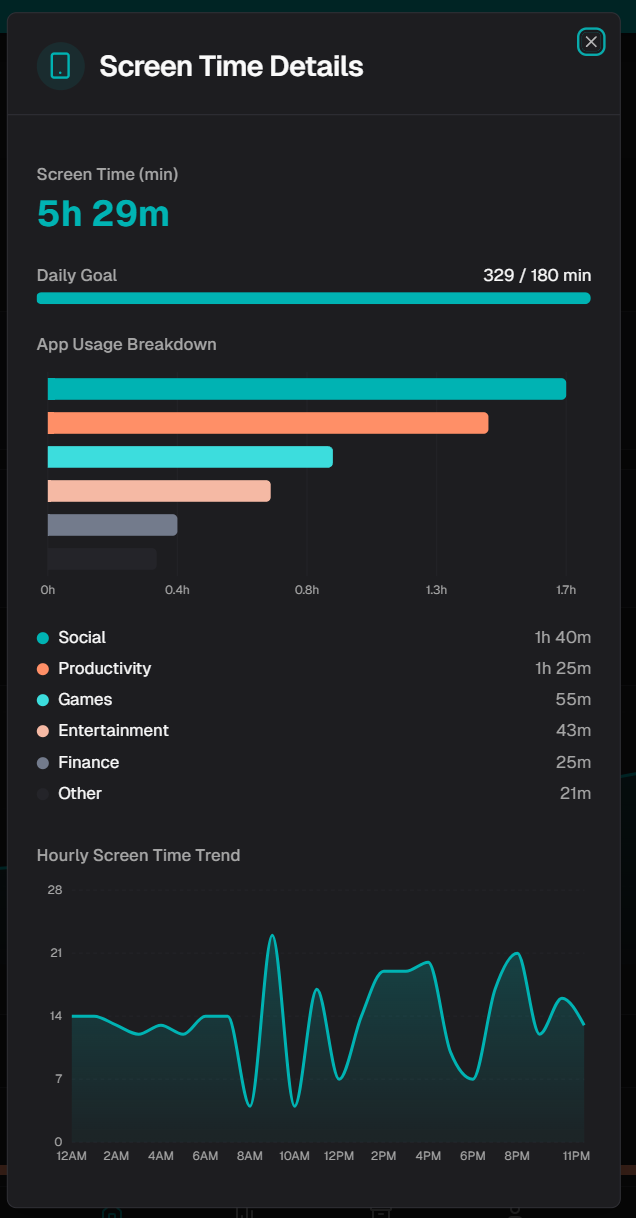 Screen Time Details
Screen Time (min)
5h 29m
Daily Goal 329 / 180 min
App Usage Breakdown
0h 0.4h 0.8h 1.3h 1.7h
Social 1h 40m
Productivity 1h 25m
Games 55m
Entertainment 43m
Finance 25m
Other 21m
Hourly Screen Time Trend
28
21
14
7
0
12AM 2AM 4AM 6AM 8AM 10AM 12PM 2PM 4PM 6PM 8PM 11PM